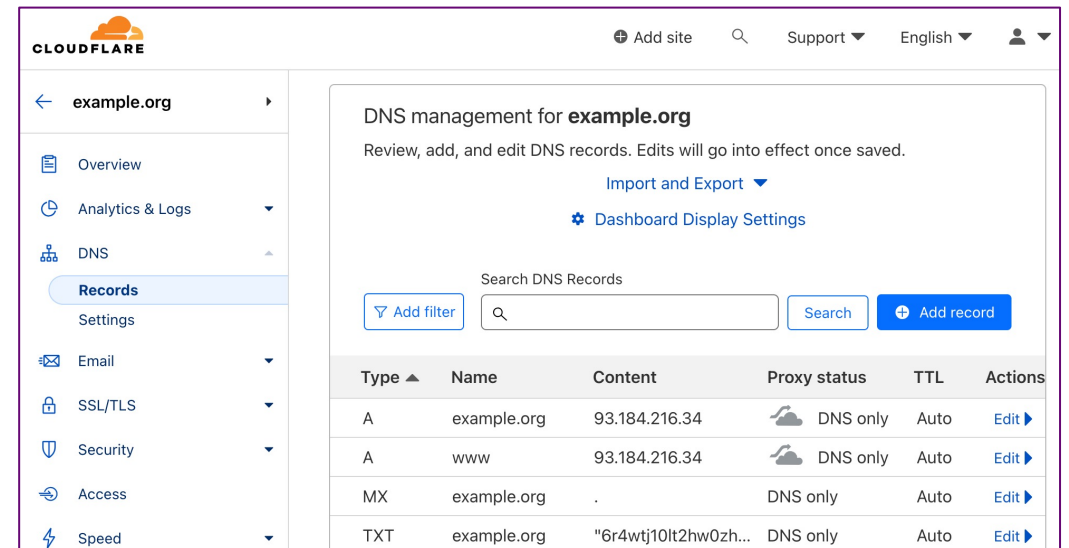 CLOUDFLARE
Add site
Support
English
example.org
Overview
Analytics & Logs
DNS
Records
Settings
Email
SSL/TLS
Security
Access
Speed
DNS management for example.org
Review, add, and edit DNS records. Edits will go into effect once saved.
Import and Export
Dashboard Display Settings
Search DNS Records
Add filter
Search
Add record
Type Name Content Proxy status TTL Actions
A example.org 93.184.216.34 DNS only Auto Edit
A www 93.184.216.34 DNS only Auto Edit
MX example.org . DNS only Auto Edit
TXT example.org "6r4wtj10lt2hw0zh... DNS only Auto Edit